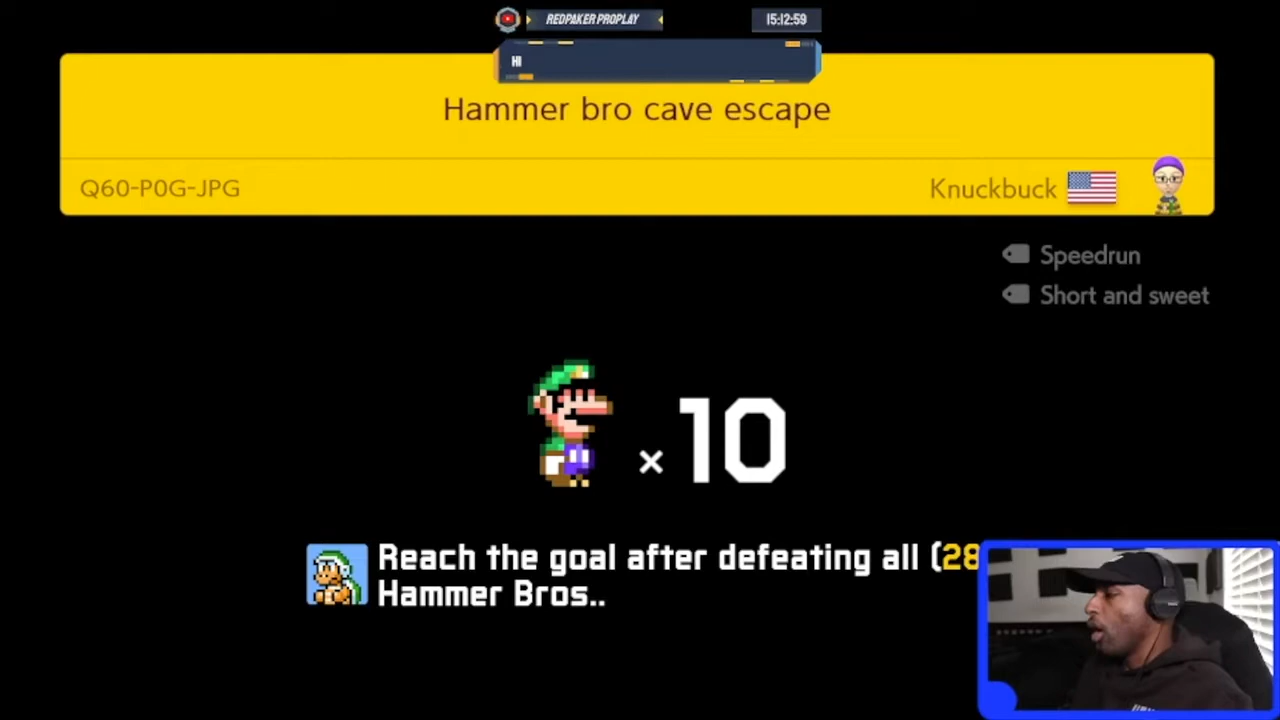 REDPAKER PROPLAY
15:12:59
HI
Hammer bro cave escape
Q60-P0G-JPG
Knuckbuck
Speedrun
Short and sweet
× 10
Reach the goal after defeating all (28
Hammer Bros..